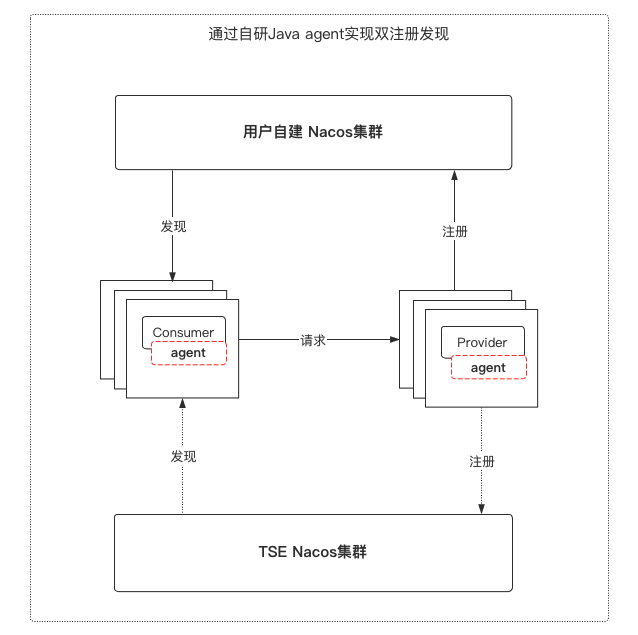 通过自研Java agent实现双注册发现
用户自建 Nacos集群
发现
注册
Consumer
agent
请求
Provider
agent
发现
注册
TSE Nacos集群